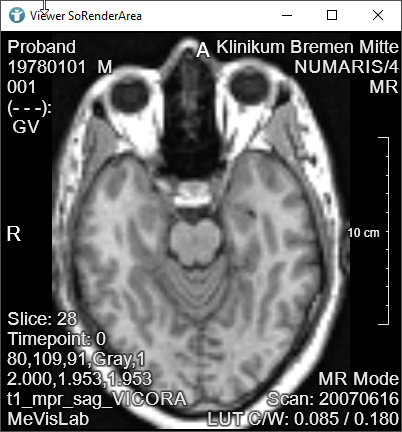 Viewer SoRenderArea
Proband
19780101 M
001
(---):
GV
A
Klinikum Bremen Mitte
NUMARIS/4
MR
R
10 cm
Slice: 28
Timepoint: 0
80,109,91,Gray,1
2.000,1.953,1.953
t1_mpr_sag_VICORA
MeVisLab
MR Mode
Scan: 20070616
LUT C/W: 0.085 / 0.180